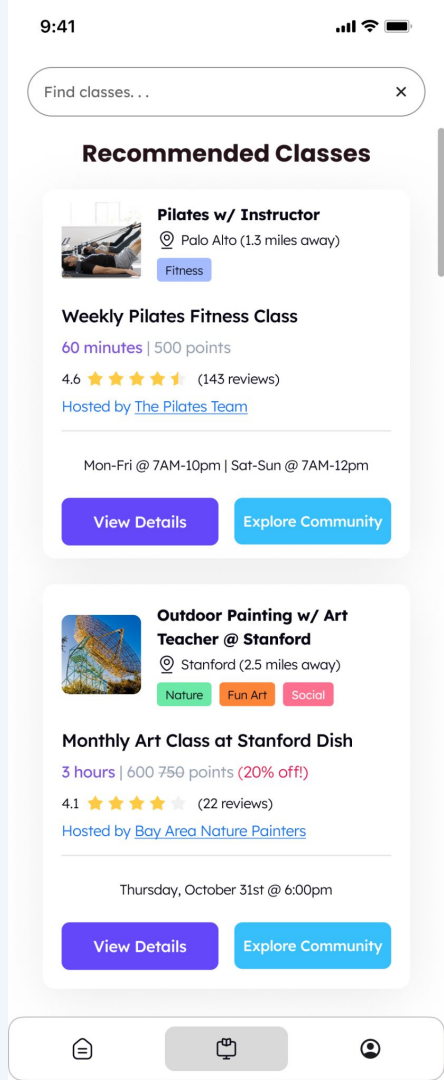 9:41
Find classes. . .
Recommended Classes
Pilates w/ Instructor
Palo Alto (1.3 miles away)
Fitness
Weekly Pilates Fitness Class
60 minutes | 500 points
4.6 (143 reviews)
Hosted by The Pilates Team
Mon-Fri @ 7AM-10pm | Sat-Sun @ 7AM-12pm
View Details Explore Community
Outdoor Painting w/ Art
Teacher @ Stanford
Stanford (2.5 miles away)
Nature Fun Art Social
Monthly Art Class at Stanford Dish
3 hours | 600 750 points (20% off!)
4.1 (22 reviews)
Hosted by Bay Area Nature Painters
Thursday, October 31st @ 6:00pm
View Details Explore Community